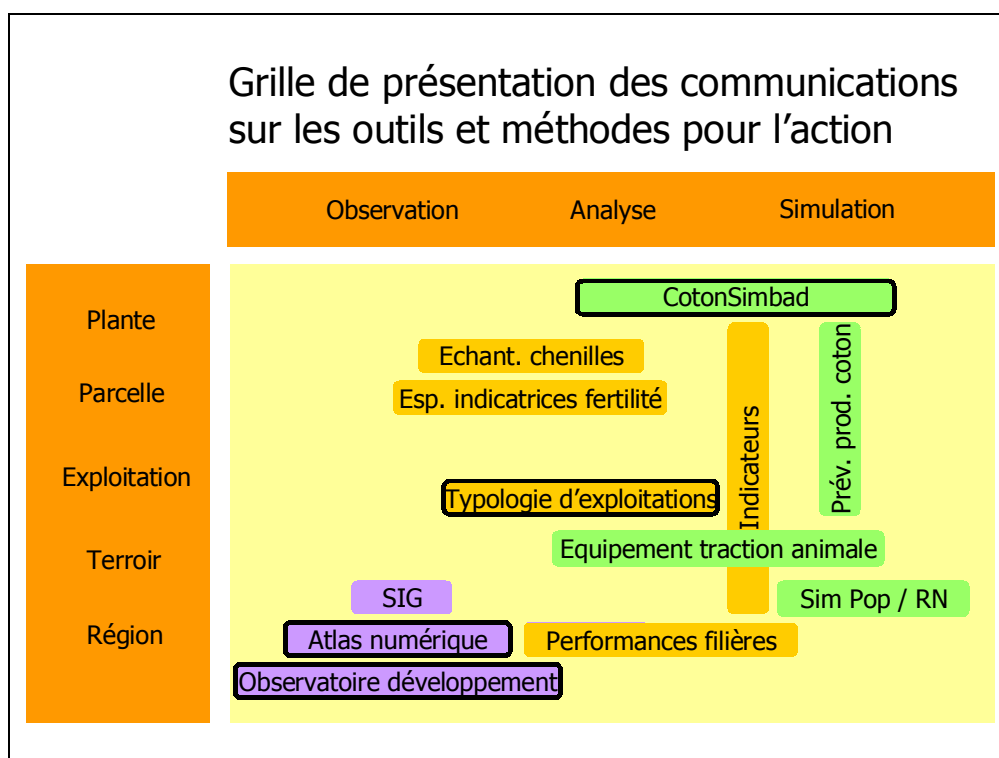 Grille de présentation des communications
sur les outils et méthodes pour l'action
Observation
Analyse
Simulation
Plante
Parcelle
Exploitation
Terroir
Région
CotonSimbad
Echant. chenilles
Esp. indicatrices fertilité
Indicateurs
Prév. prod. coton
Typologie d'exploitations
Equipement traction animale
SIG
Sim Pop / RN
Atlas numérique
Performances filières
Observatoire développement